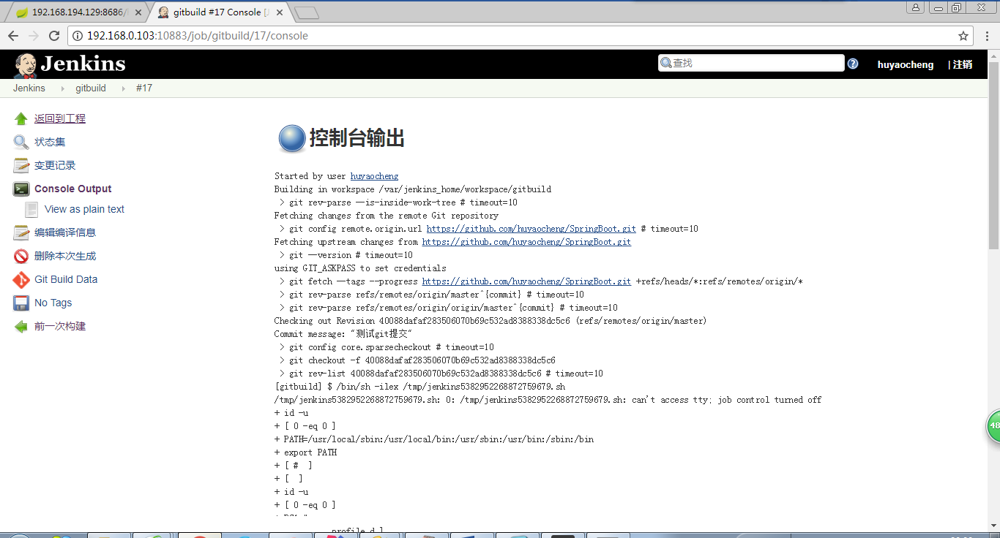 192.168.194.129:8686/
gitbuild #17 Console [J
192.168.0.103:10883/job/gitbuild/17/console
Jenkins
查找
huyaocheng
| 注销
Jenkins
gitbuild
#17
返回到工程
状态集
变更记录
Console Output
View as plain text
编辑编译信息
删除本次生成
Git Build Data
No Tags
前一次构建
控制台输出
Started by user huyaocheng
Building in workspace /var/jenkins_home/workspace/gitbuild
> git rev-parse --is-inside-work-tree # timeout=10
Fetching changes from the remote Git repository
> git config remote.origin.url https://github.com/huyaocheng/SpringBoot.git # timeout=10
Fetching upstream changes from https://github.com/huyaocheng/SpringBoot.git
> git --version # timeout=10
using GIT_ASKPASS to set credentials
> git fetch --tags --progress https://github.com/huyaocheng/SpringBoot.git +refs/heads/*:refs/remotes/origin/*
> git rev-parse refs/remotes/origin/master^{commit} # timeout=10
> git rev-parse refs/remotes/origin/origin/master^{commit} # timeout=10
Checking out Revision 40088dafaf283506070b69c532ad8388338dc5c6 (refs/remotes/origin/master)
Commit message: "测试git提交"
> git config core.sparsecheckout # timeout=10
> git checkout -f 40088dafaf283506070b69c532ad8388338dc5c6
> git rev-list 40088dafaf283506070b69c532ad8388338dc5c6 # timeout=10
[gitbuild] $ /bin/sh -ilex /tmp/jenkins5382952268872759679.sh
/tmp/jenkins5382952268872759679.sh: 0: /tmp/jenkins5382952268872759679.sh: can't access tty; job control turned off
+ id -u
+ [ 0 -eq 0 ]
+ PATH=/usr/local/sbin:/usr/local/bin:/usr/sbin:/usr/bin:/sbin:/bin
+ export PATH
+ [ # ]
+ [ ]
+ id -u
+ [ 0 -eq 0 ]
profile.d ]
48